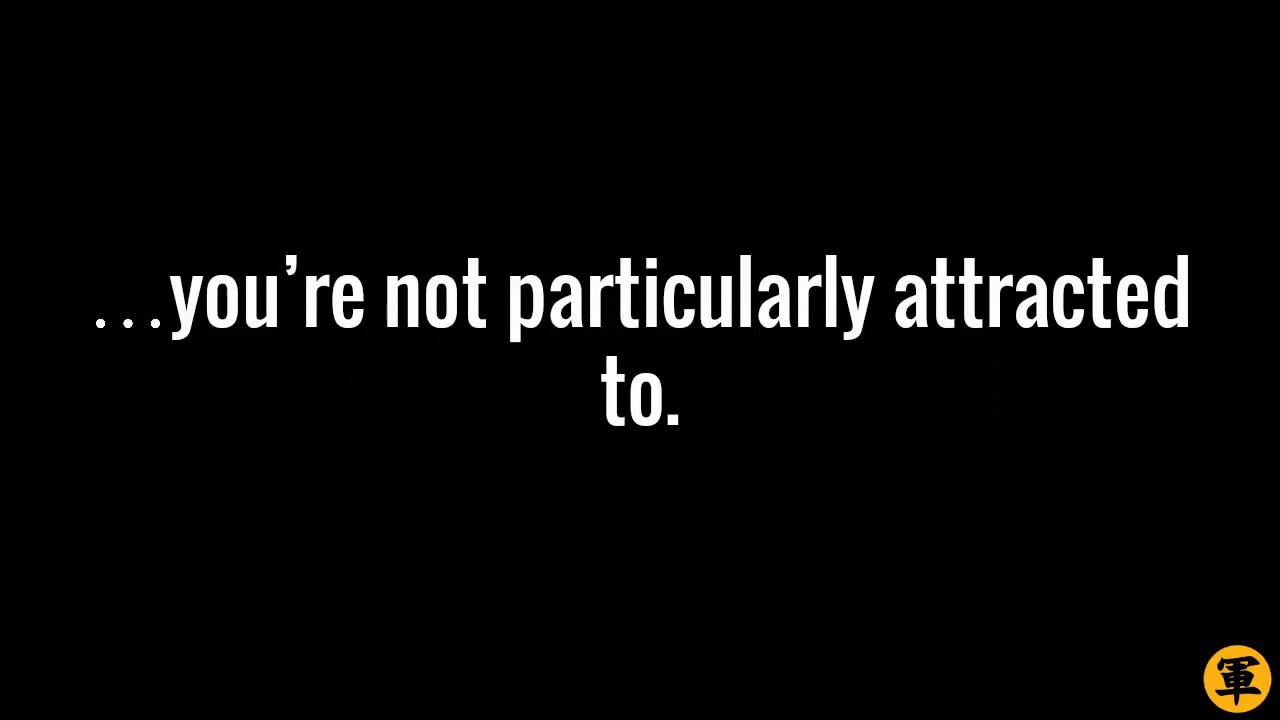 …you’re not particularly attracted
to.
軍